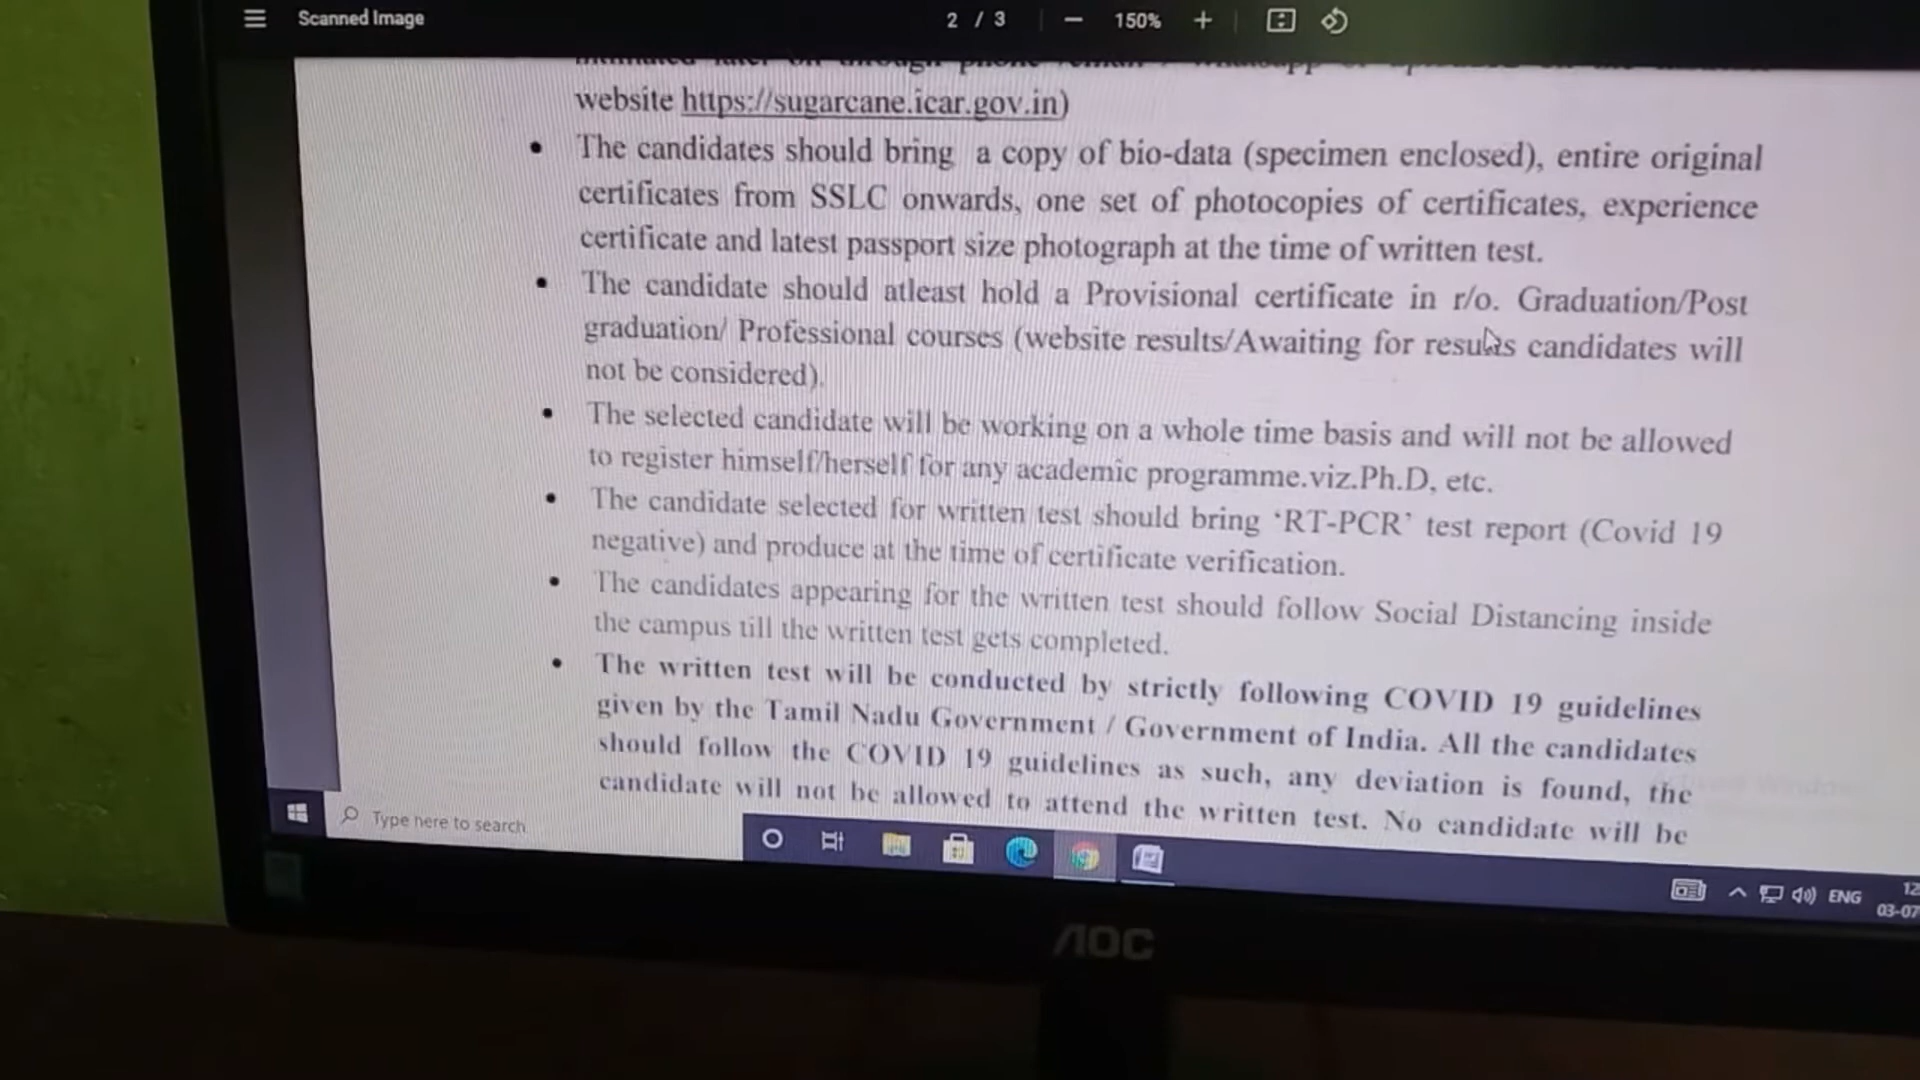 Scanned Image
2 / 3
150%
website https://sugarcane.icar.gov.in)
• The candidates should bring a copy of bio-data (specimen enclosed), entire original
certificates from SSLC onwards, one set of photocopies of certificates, experience
certificate and latest passport size photograph at the time of written test.
• The candidate should atleast hold a Provisional certificate in r/o. Graduation/Post
graduation/ Professional courses (website results/Awaiting for results candidates will
not be considered).
• The selected candidate will be working on a whole time basis and will not be allowed
to register himself/herself for any academic programme.viz.Ph.D, etc.
• The candidate selected for written test should bring ‘RT-PCR’ test report (Covid 19
negative) and produce at the time of certificate verification.
• The candidates appearing for the written test should follow Social Distancing inside
the campus till the written test gets completed.
• The written test will be conducted by strictly following COVID 19 guidelines
given by the Tamil Nadu Government / Government of India. All the candidates
should follow the COVID 19 guidelines as such, any deviation is found, the
candidate will not be allowed to attend the written test. No candidate will be
Type here to search
ENG
12
03-07
AOC